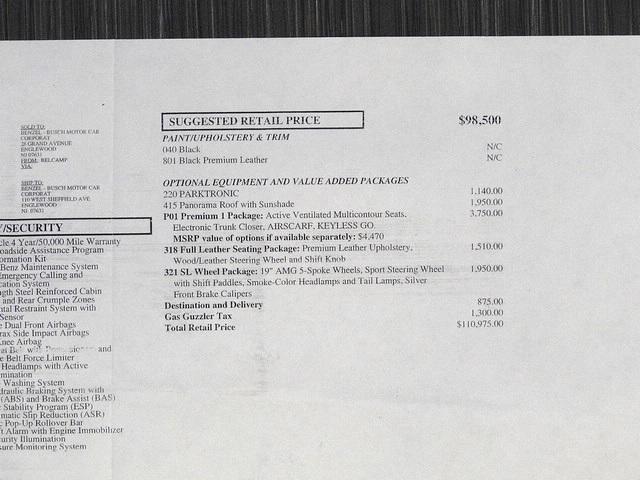 SOLD TO:
BENZEL - BUSCH MOTOR CAR
CORPORAT
28 GRAND AVENUE
ENGLEWOOD
NJ 07631
FROM: BELCAMP
VIA:
SHIP TO:
BENZEL - BUSCH MOTOR CAR
CORPORAT
110 WEST SHEFFIELD AVE
ENGLEWOOD
NJ 07631
Y/SECURITY
cle 4 Year/50,000 Mile Warranty
oadside Assistance Program
ormation Kit
Benz Maintenance System
Emergency Calling and
cation System
ngth Steel Reinforced Cabin
and Rear Crumple Zones
ntal Restraint System with
Sensor
e Dual Front Airbags
rax Side Impact Airbags
Knee Airbag
and
e Belt Force Limiter
Headlamps with Active
mination
Washing System
draulic Braking System with
(ABS) and Brake Assist (BAS)
Stability Program (ESP)
matic Slip Reduction (ASR)
Pop-Up Rollover Bar
t Alarm with Engine Immobilizer
urity Illumination
sure Monitoring System
SUGGESTED RETAIL PRICE $98,500
PAINT/UPHOLSTERY & TRIM
040 Black N/C
801 Black Premium Leather N/C
OPTIONAL EQUIPMENT AND VALUE ADDED PACKAGES
220 PARKTRONIC 1,140.00
415 Panorama Roof with Sunshade 1,950.00
P01 Premium 1 Package: Active Ventilated Multicontour Seats, 3,750.00
Electronic Trunk Closer, AIRSCARF, KEYLESS GO.
MSRP value of options if available separately: $4,470
318 Full Leather Seating Package: Premium Leather Upholstery, 1,510.00
Wood/Leather Steering Wheel and Shift Knob
321 SL Wheel Package: 19" AMG 5-Spoke Wheels, Sport Steering Wheel 1,950.00
with Shift Paddles, Smoke-Color Headlamps and Tail Lamps, Silver
Front Brake Calipers
Destination and Delivery 875.00
Gas Guzzler Tax 1,300.00
Total Retail Price $110,975.00